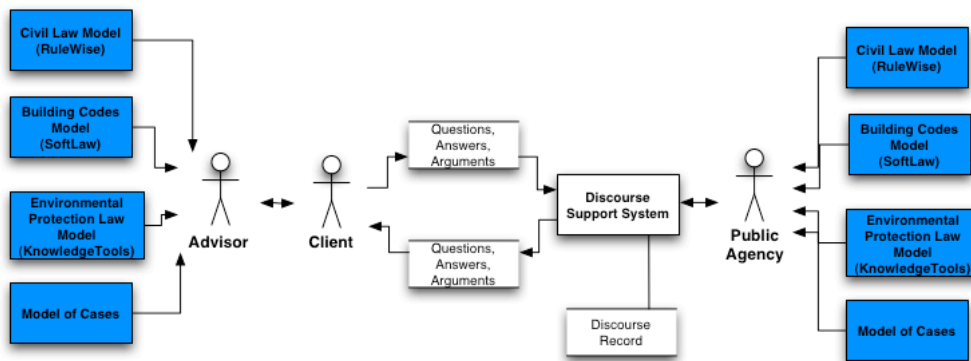 Civil Law Model
(RuleWise)
Building Codes
Model
(SoftLaw)
Environmental
Protection Law
Model
(KnowledgeTools)
Model of Cases
Advisor
Client
Questions,
Answers,
Arguments
Questions,
Answers,
Arguments
Discourse
Support System
Discourse
Record
Public
Agency
Civil Law Model
(RuleWise)
Building Codes
Model
(SoftLaw)
Environmental
Protection Law
Model
(KnowledgeTools)
Model of Cases